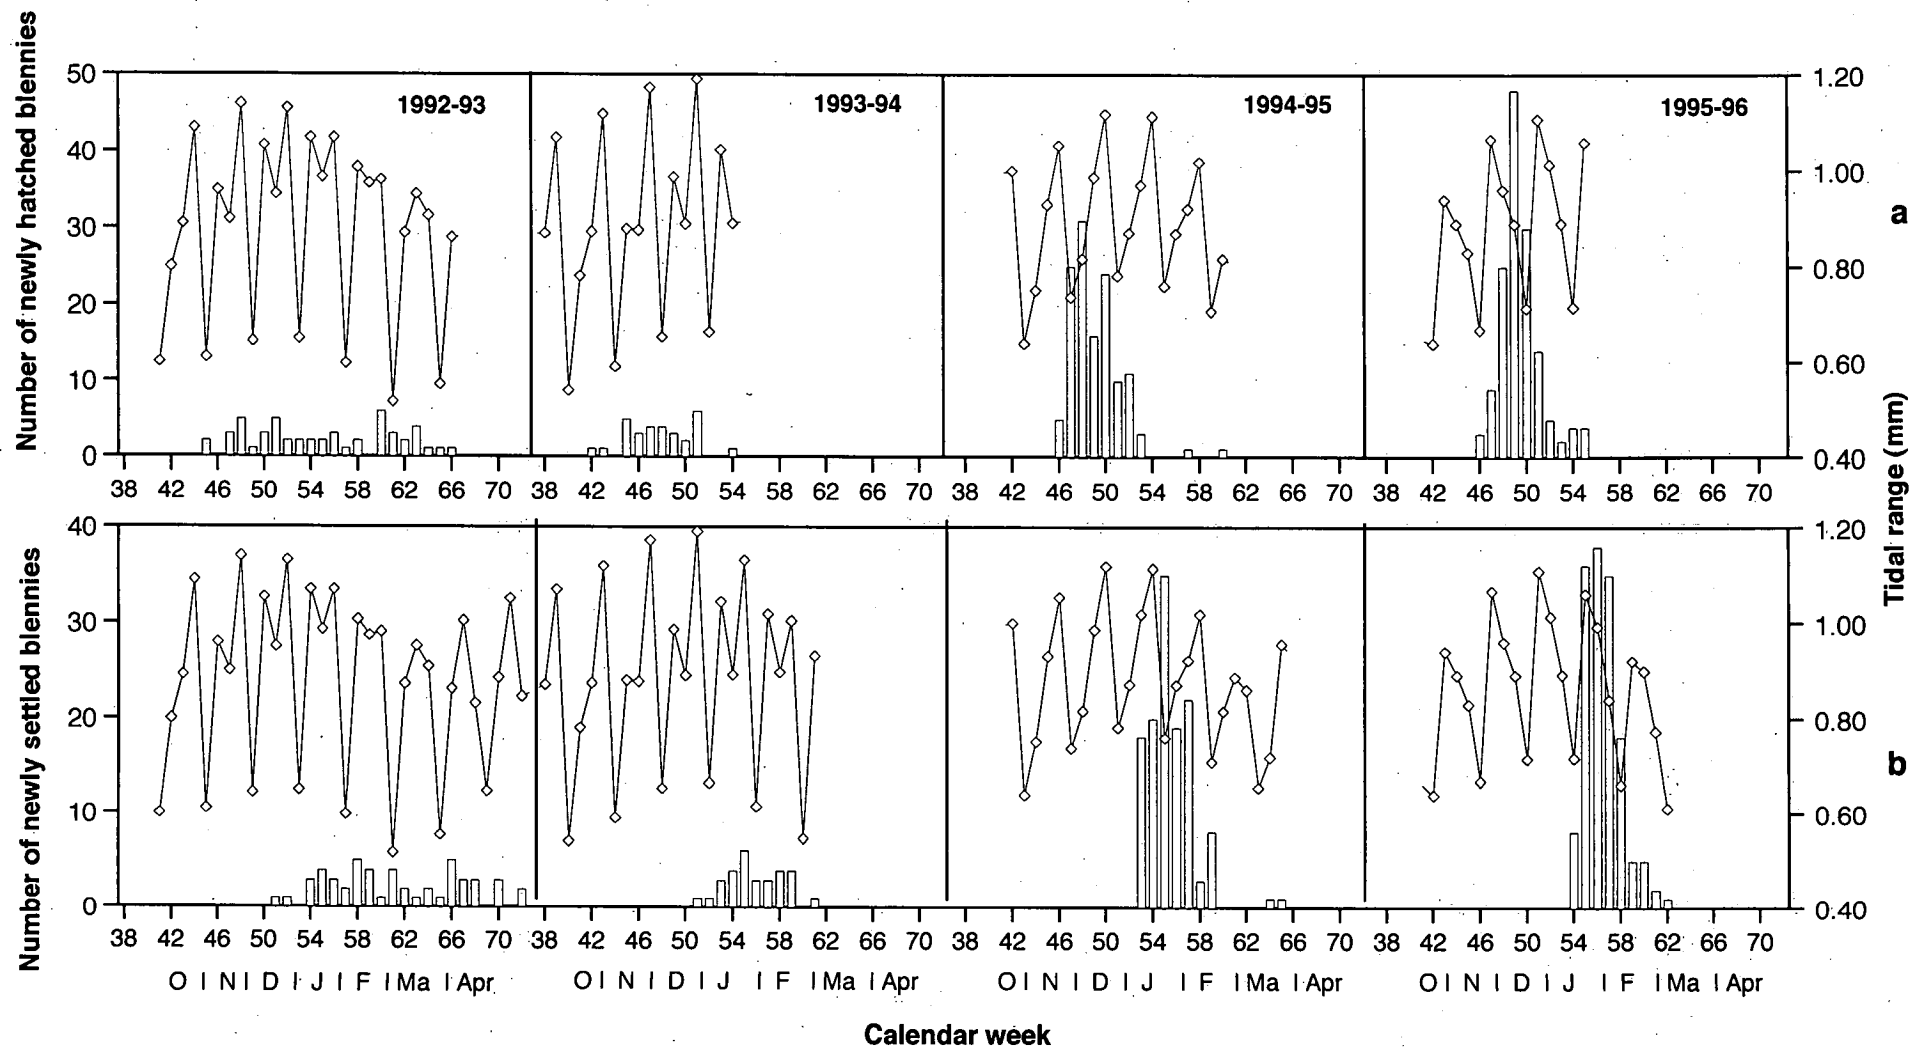 Number of newly hatched blennies
50
40
30
20
10
0
1992-93
1993-94
1994-95
1995-96
1.20
1.00
0.80
0.60
0.40
a
38 42 46 50 54 58 62 66 70 38 42 46 50 54 58 62 66 70 38 42 46 50 54 58 62 66 70 38 42 46 50 54 58 62 66 70
Tidal range (mm)
Number of newly settled blennies
40
30
20
10
0
1.20
1.00
0.80
0.60
0.40
b
38 42 46 50 54 58 62 66 70 38 42 46 50 54 58 62 66 70 38 42 46 50 54 58 62 66 70 38 42 46 50 54 58 62 66 70
O I N I D I J I F I Ma I Apr O I N I D I J I F I Ma I Apr O I N I D I J I F I Ma I Apr O I N I D I J I F I Ma I Apr
Calendar week